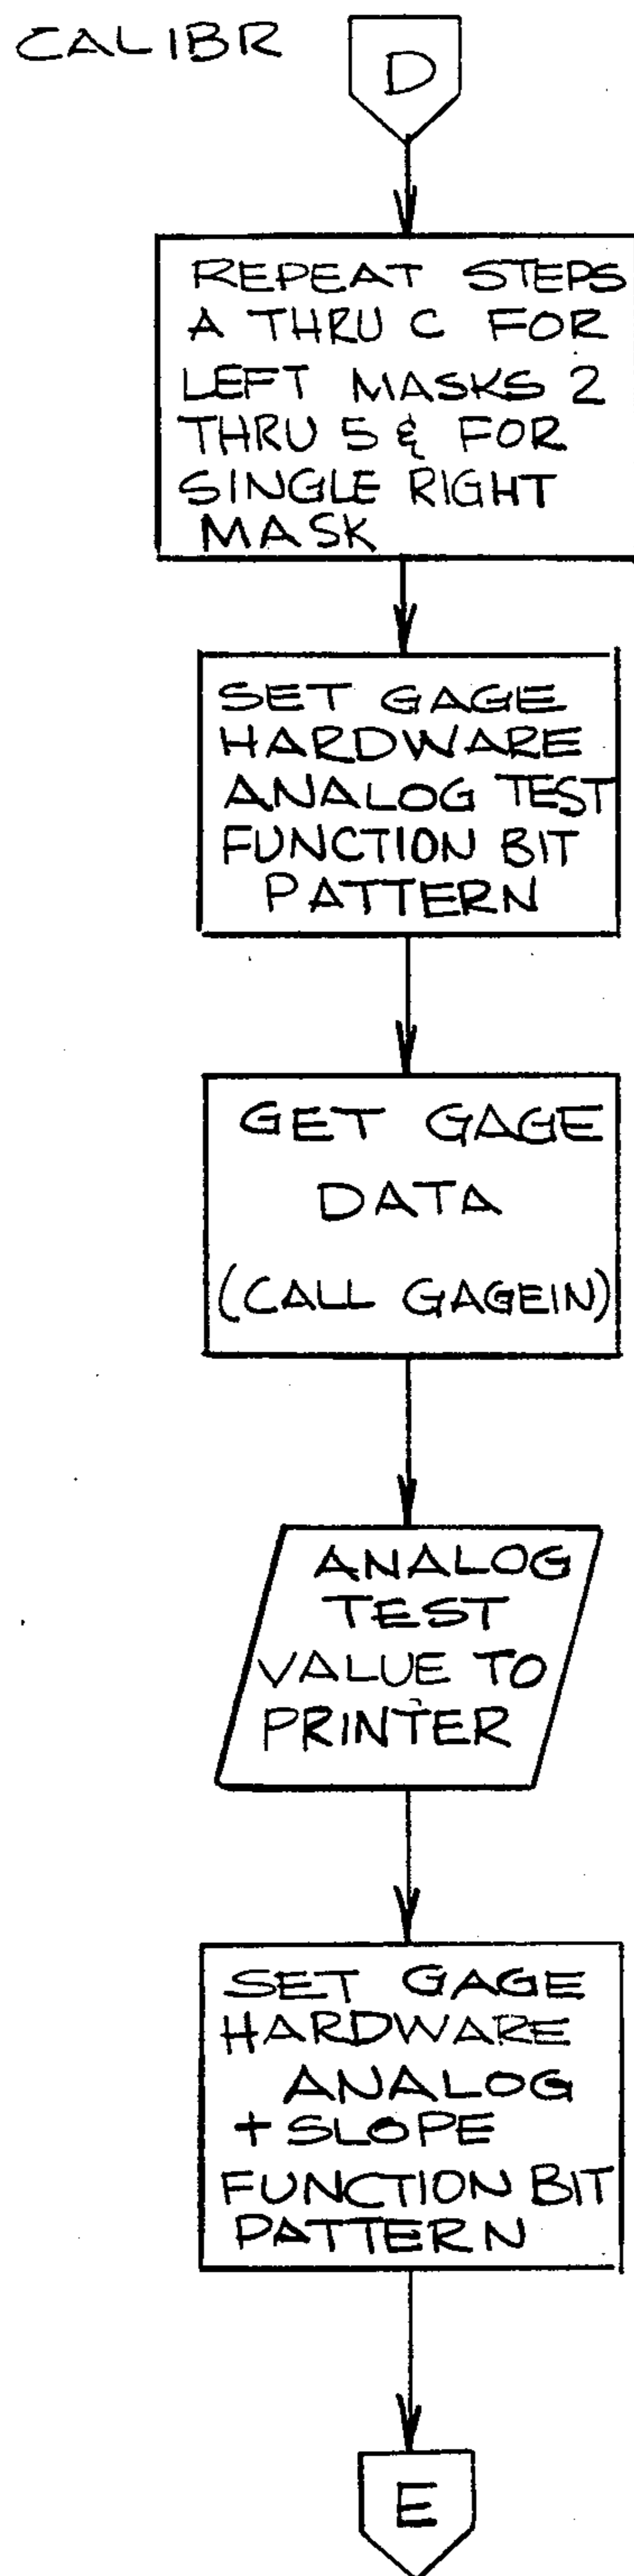 CALIBR
D
REPEAT STEPS
A THRU C FOR
LEFT MASKS 2
THRU 5 & FOR
SINGLE RIGHT
MASK
SET GAGE
HARDWARE
ANALOG TEST
FUNCTION BIT
PATTERN
GET GAGE
DATA
(CALL GAGEIN)
ANALOG
TEST
VALUE TO
PRINTER
SET GAGE
HARDWARE
ANALOG
+ SLOPE
FUNCTION BIT
PATTERN
E